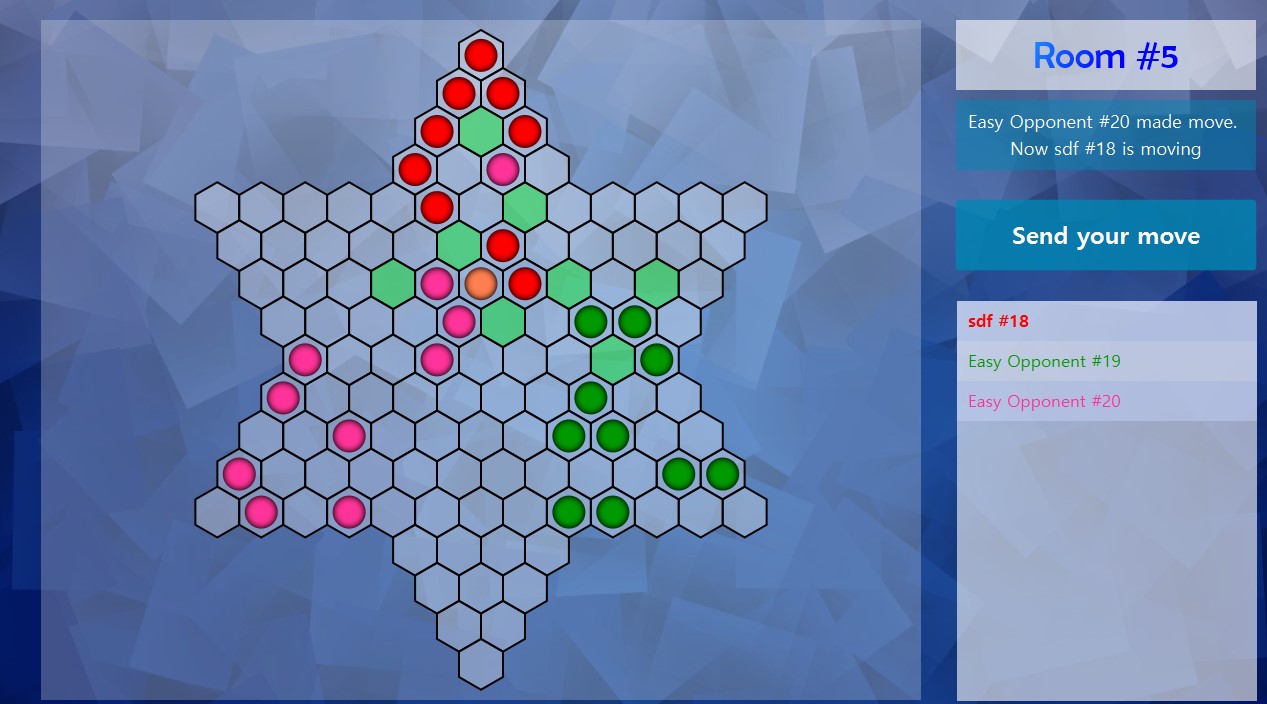 Room #5
Easy Opponent #20 made move.
Now sdf #18 is moving
Send your move
sdf #18
Easy Opponent #19
Easy Opponent #20